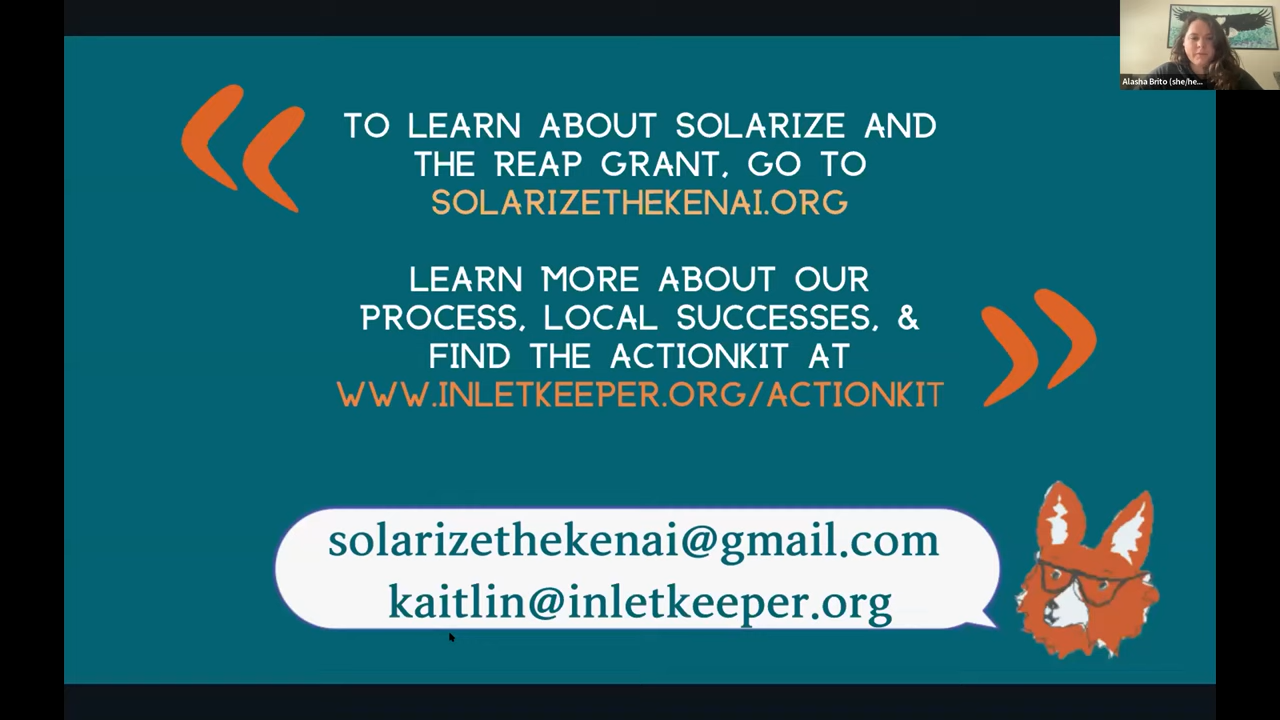 Alasha Brito (she/he...
TO LEARN ABOUT SOLARIZE AND
THE REAP GRANT, GO TO
SOLARIZETHEKENAI.ORG
LEARN MORE ABOUT OUR
PROCESS, LOCAL SUCCESSES, &
FIND THE ACTIONKIT AT
WWW.INLETKEEPER.ORG/ACTIONKIT
solarizethekenai@gmail.com
kaitlin@inletkeeper.org